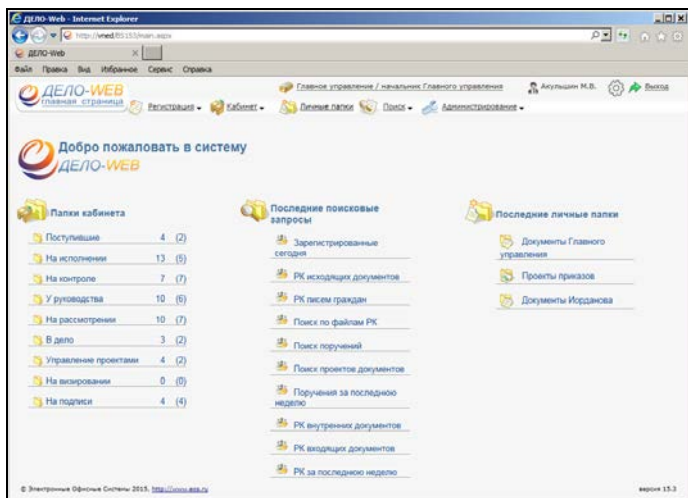 ДЕЛО-Web - Internet Explorer
ДЕЛО-Web
Файл Правка Вид Избранное Сервис Справка
ДЕЛО-WEB
главная страница
Главное управление / начальник Главного управления
Акулышин М.В.
Выход
Регистрация
Кабинет
Личные папки
Поиск
Администрирование
Добро пожаловать в систему
ДЕЛО-WEB
Папки кабинета
Поступившие 4 (2)
На исполнении 13 (5)
На контроле 7 (7)
У руководства 10 (6)
На рассмотрении 10 (7)
В дело 3 (2)
Управление проектами 4 (2)
На визировании 0 (0)
На подписи 4 (4)
Последние поисковые
запросы
Зарегистрированные
сегодня
РК исходящих документов
РК писем граждан
Поиск по файлам РК
Поиск поручений
Поиск проектов документов
Поручения за последнюю
неделю
РК внутренних документов
РК входящих документов
РК за последнюю неделю
Последние личные папки
Документы Главного
управления
Проекты приказов
Документы Иорданова
© Электронные Офисные Системы 2015, http://www.eos.ru
версия 15.3